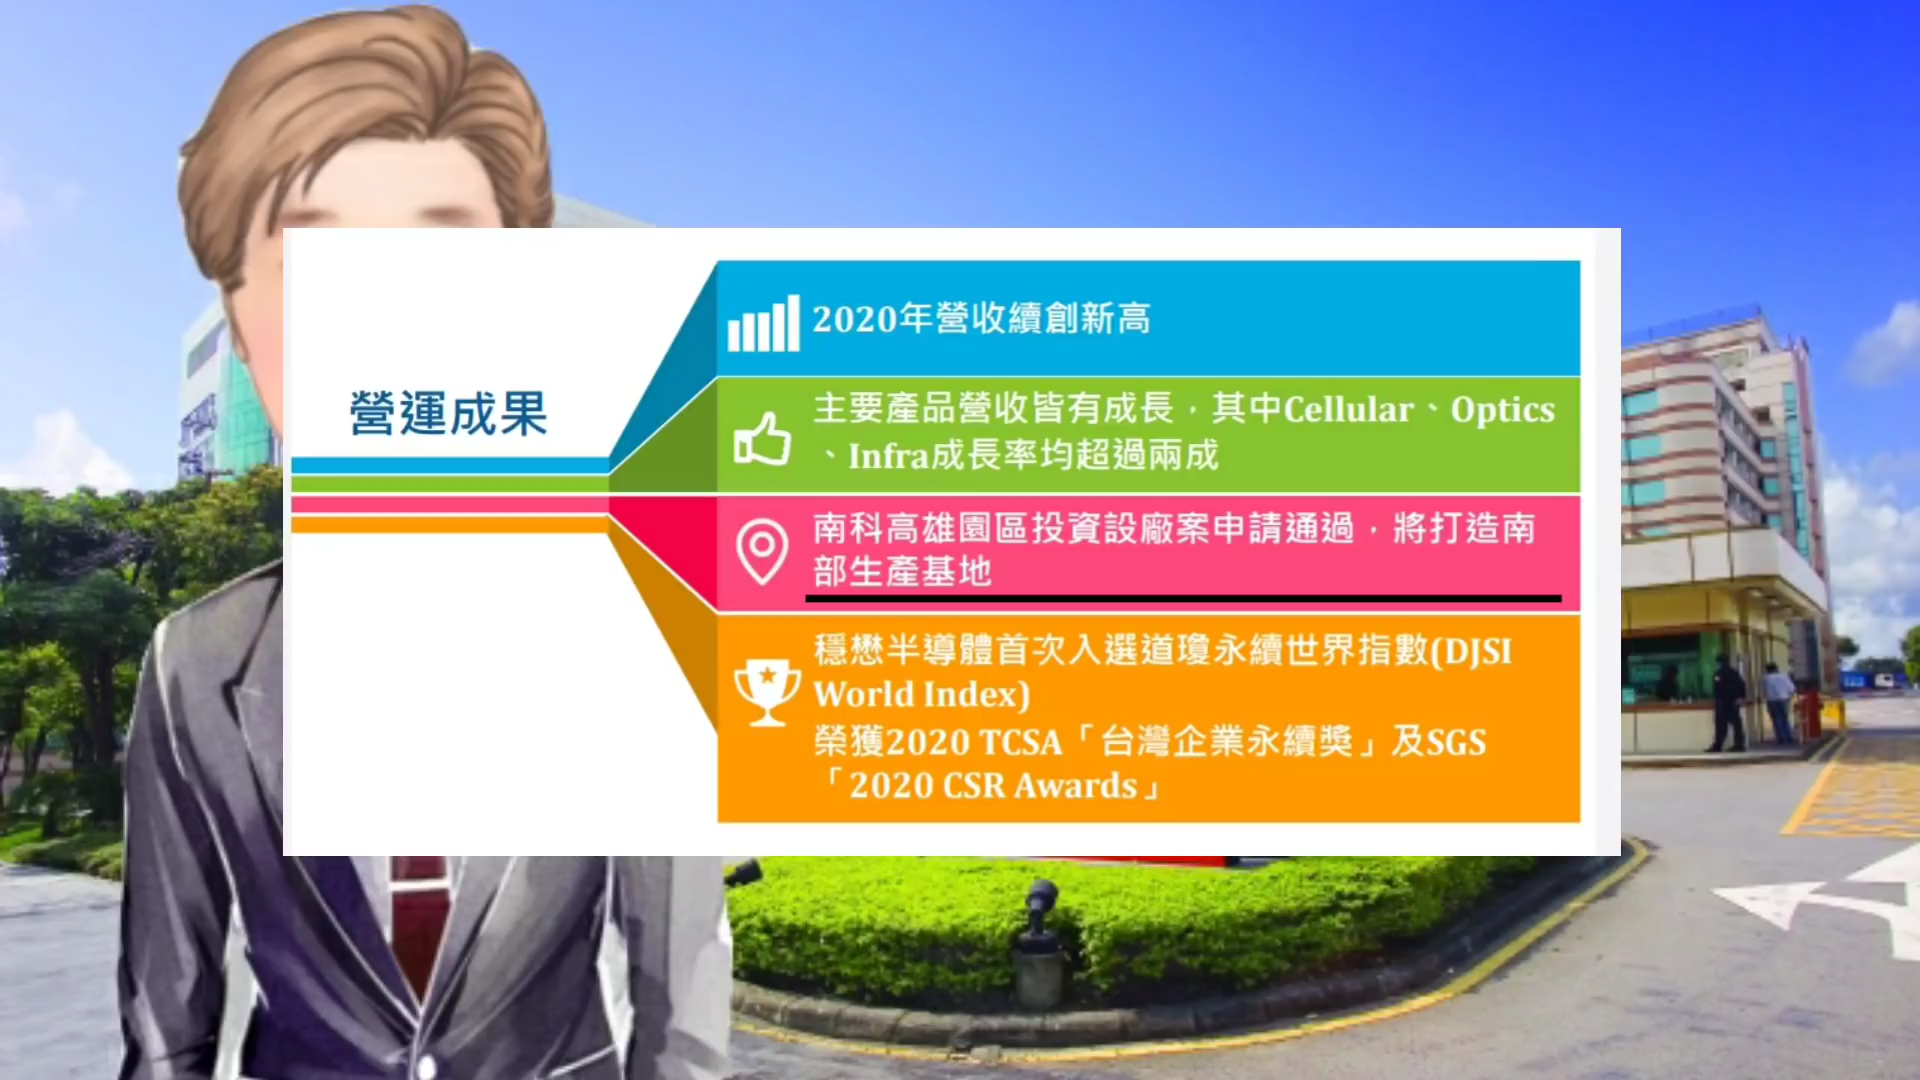 營運成果
2020年營收續創新高
主要產品營收皆有成長，其中Cellular、Optics
、Infra成長率均超過兩成
南科高雄園區投資設廠案申請通過，將打造南
部生產基地
穩懋半導體首次入選道瓊永續世界指數(DJSI
World Index)
榮獲2020 TCSA「台灣企業永續獎」及SGS
「2020 CSR Awards」